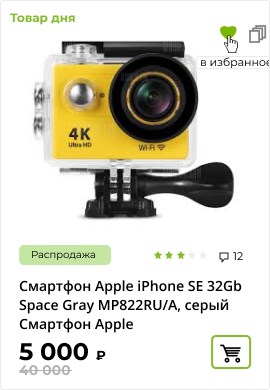 Товар дня
в избранное
4K
Ultra HD
Wi-Fi
Распродажа
12
Смартфон Apple iPhone SE 32Gb
Space Gray MP822RU/A, серый
Смартфон Apple
5 000 ₽
40 000